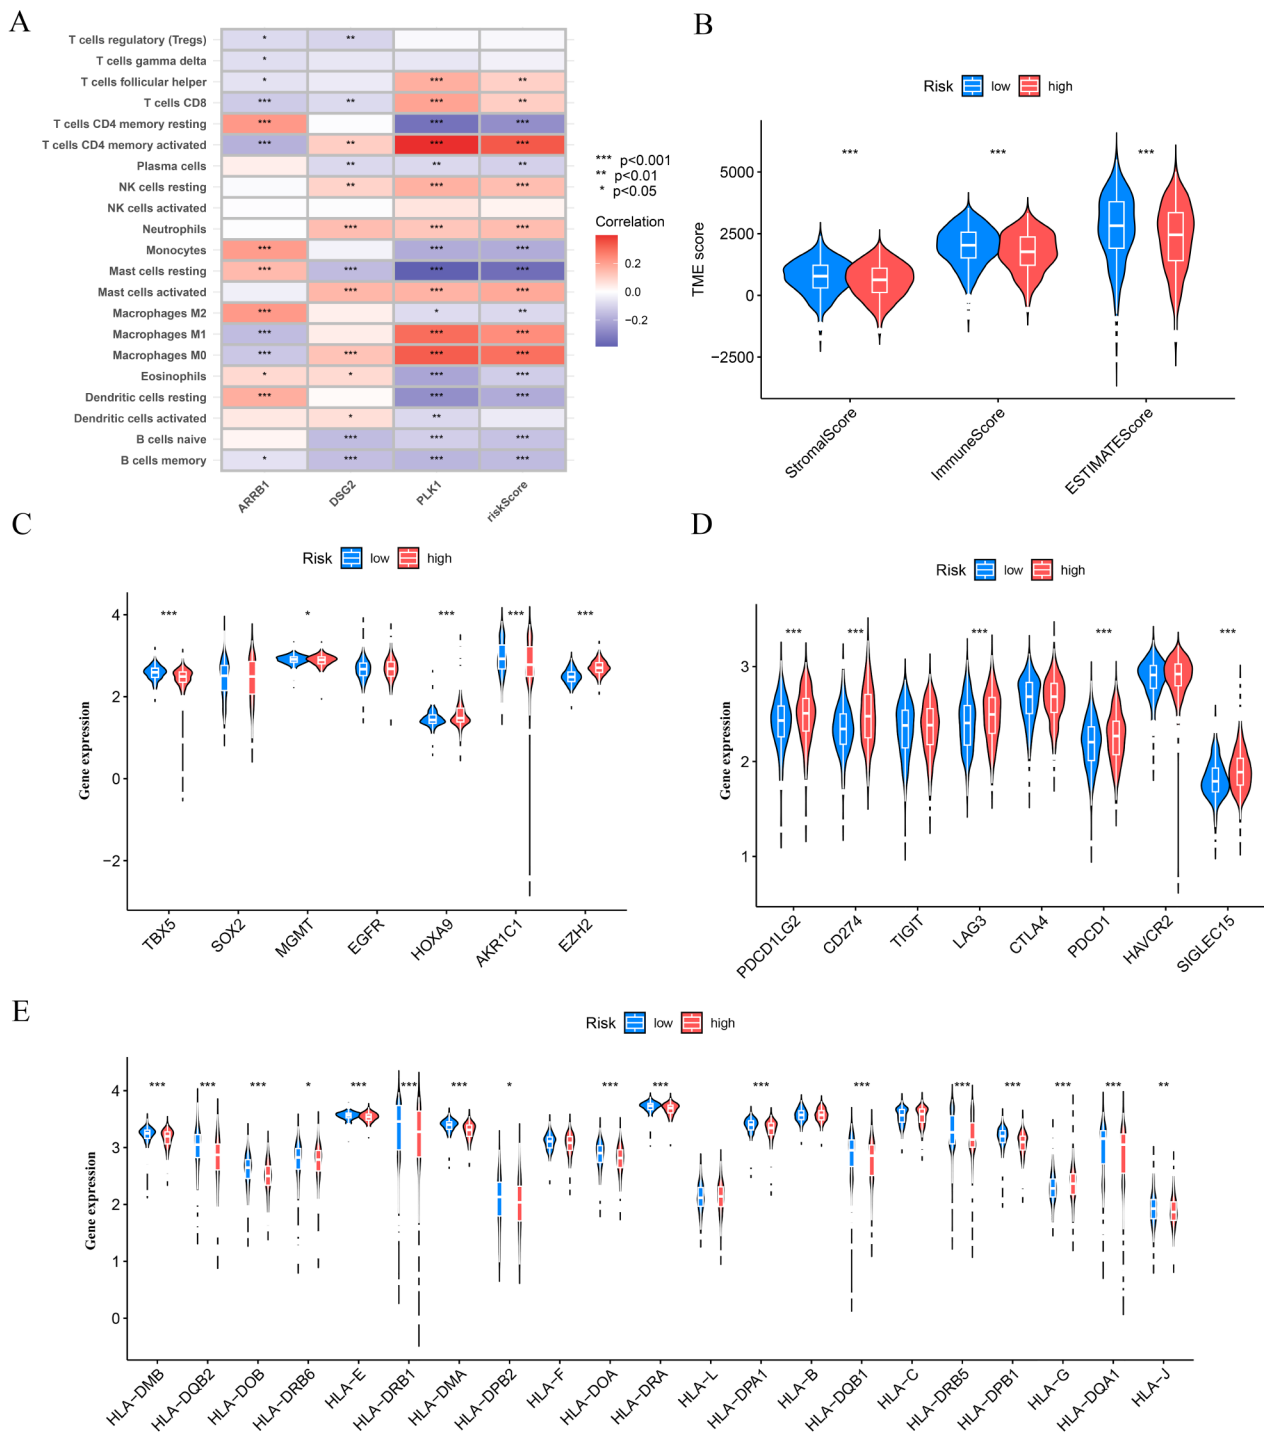 A
T cells regulatory (Tregs) * **
T cells gamma delta *
T cells follicular helper * *** **
T cells CD8 *** ** *** **
T cells CD4 memory resting *** *** ***
T cells CD4 memory activated *** ** *** ***
Plasma cells ** ** **
NK cells resting ** *** ***
NK cells activated
Neutrophils *** *** ***
Monocytes *** *** ***
Mast cells resting *** *** *** ***
Mast cells activated *** *** ***
Macrophages M2 *** * **
Macrophages M1 *** *** ***
Macrophages M0 *** *** *** ***
Eosinophils * * *** ***
Dendritic cells resting *** *** ***
Dendritic cells activated * **
B cells naive *** *** ***
B cells memory * *** *** ***
ARRB1 DSG2 PLK1 riskScore
*** p<0.001
** p<0.01
* p<0.05
Correlation
0.2
0.0
−0.2
B
Risk low high
TME score
5000
2500
0
−2500
*** *** ***
StromalScore ImmuneScore ESTIMATEScore
C
Risk low high
Gene expression
4
2
0
−2
*** * *** *** ***
TBX5 SOX2 MGMT EGFR HOXA9 AKR1C1 EZH2
D
Risk low high
Gene expression
3
2
1
*** *** *** *** ***
PDCD1LG2 CD274 TIGIT LAG3 CTLA4 PDCD1 HAVCR2 SIGLEC15
E
Risk low high
Gene expression
4
3
2
1
0
*** *** *** * *** *** *** * *** *** *** *** *** *** *** *** **
HLA−DMB HLA−DQB2 HLA−DOB HLA−DRB6 HLA−E HLA−DRB1 HLA−DMA HLA−DPB2 HLA−F HLA−DOA HLA−DRA HLA−L HLA−DPA1 HLA−B HLA−DQB1 HLA−C HLA−DRB5 HLA−DPB1 HLA−G HLA−DQA1 HLA−J